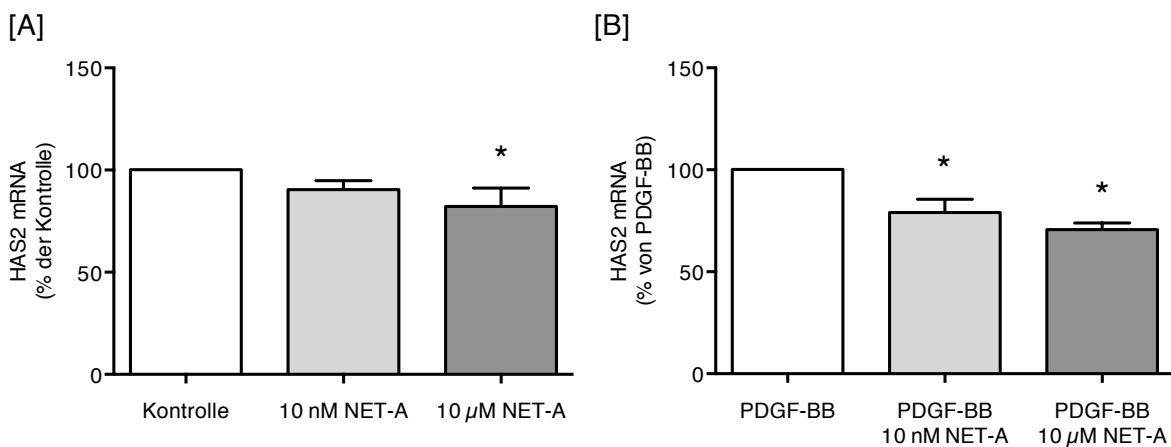 [A]
HAS2 mRNA
(% der Kontrolle)
150
100
50
0
*
Kontrolle
10 nM NET-A
10 µM NET-A
[B]
HAS2 mRNA
(% von PDGF-BB)
150
100
50
0
*
*
PDGF-BB
PDGF-BB
10 nM NET-A
PDGF-BB
10 µM NET-A